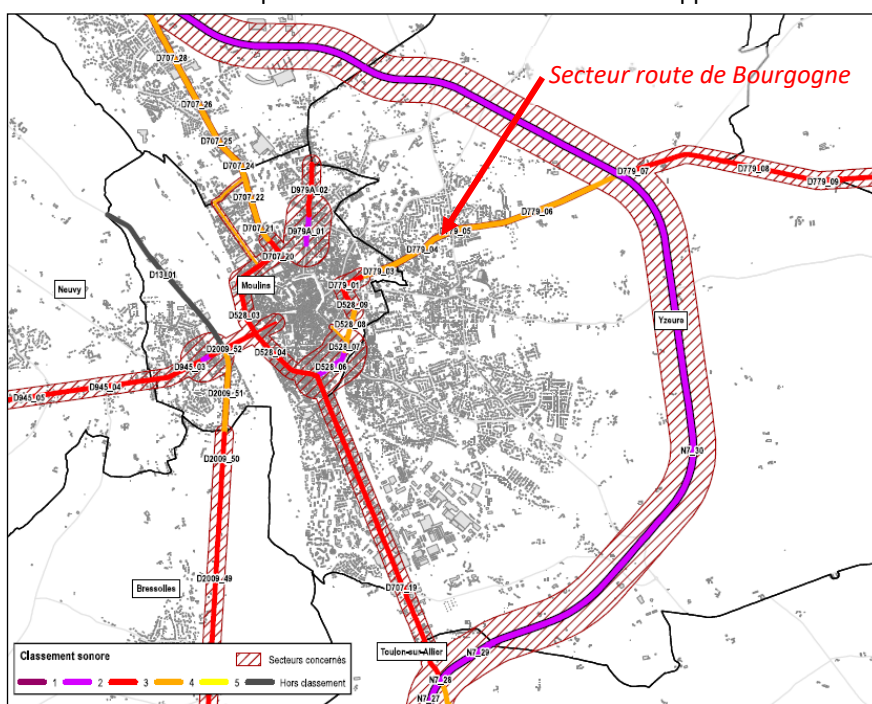 Secteur route de Bourgogne
D707_28
D707_26
D707_25
D707_24
D707_22
D979A_02
D979A_01
D707_21
D707_20
D779_07
D779_08
D779_09
D779_06
D779_05
D779_04
D779_03
D779_01
D13_01
Neuvy
Moulins
D528_03
D528_09
D528_08
D528_07
D528_06
D528_04
D2009_52
D945_03
D945_04
D945_05
D2009_51
D2009_50
Yzeure
N7_30
D2009_49
Bressolles
D707_19
Toulon-sur-Allier
N7_29
N7_28
N7_27
Classement sonore
Secteurs concernés
1 2 3 4 5 Hors classement